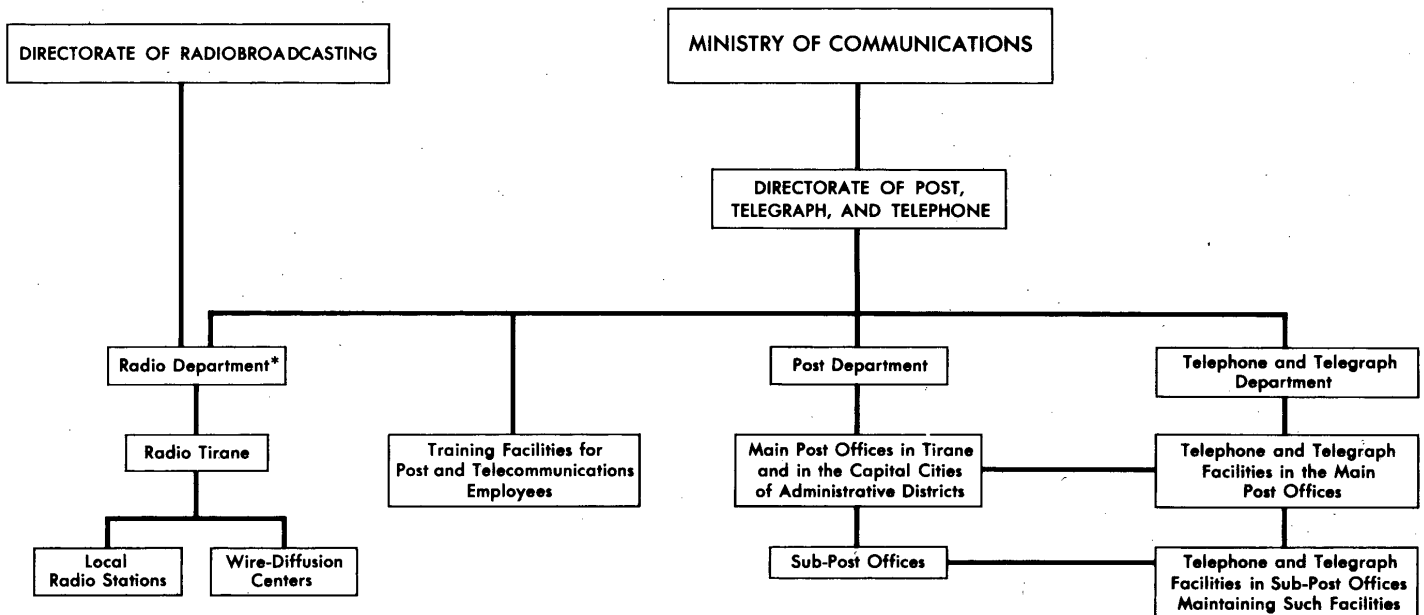 DIRECTORATE OF RADIOBROADCASTING
MINISTRY OF COMMUNICATIONS
DIRECTORATE OF POST,
TELEGRAPH, AND TELEPHONE
Radio Department*
Post Department
Telephone and Telegraph
Department
Radio Tirane
Training Facilities for
Post and Telecommunications
Employees
Main Post Offices in Tirane
and in the Capital Cities
of Administrative Districts
Telephone and Telegraph
Facilities in the Main
Post Offices
Local
Radio Stations
Wire-Diffusion
Centers
Sub-Post Offices
Telephone and Telegraph
Facilities in Sub-Post Offices
Maintaining Such Facilities